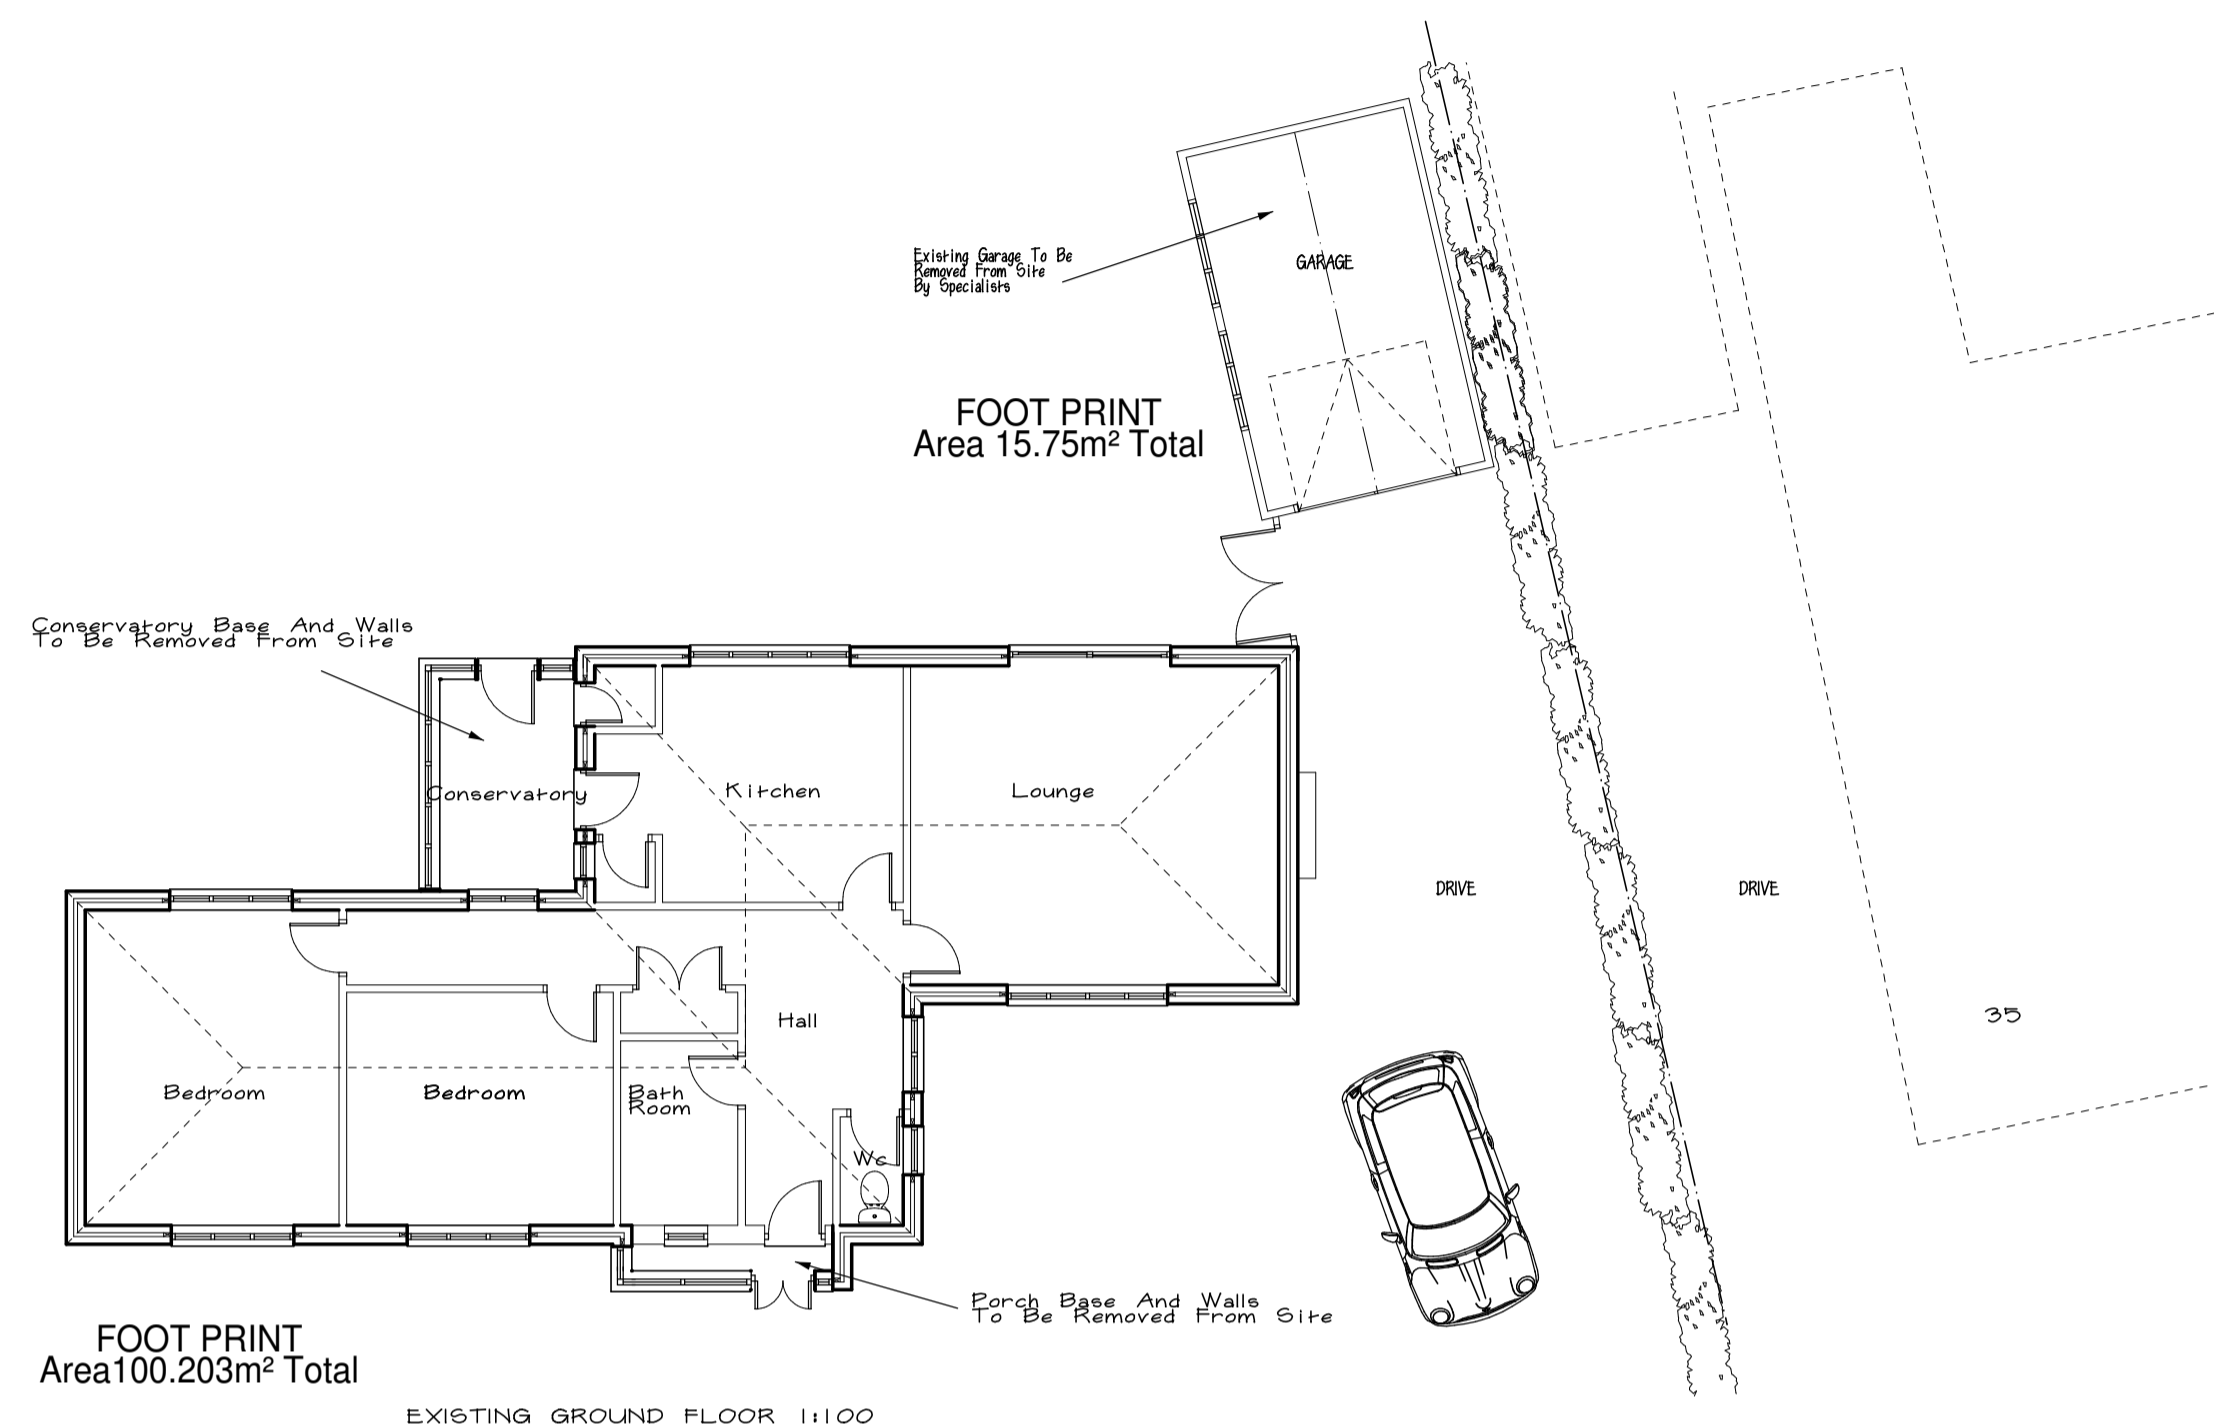 Existing Garage To Be
Removed From Site
By Specialists
GARAGE
FOOT PRINT
Area 15.75m² Total
Conservatory Base And Walls
To Be Removed From Site
Conservatory
Kitchen
Lounge
DRIVE
DRIVE
Hall
35
Bedroom
Bedroom
Bath
Room
Wc
Porch Base And Walls
To Be Removed From Site
FOOT PRINT
Area100.203m² Total
EXISTING GROUND FLOOR 1:100